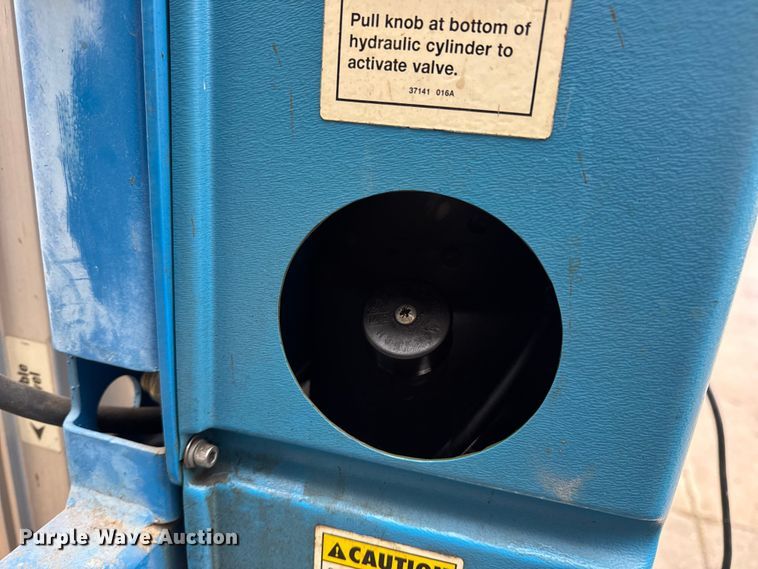 Pull knob at bottom of
hydraulic cylinder to
activate valve.
37141 016A
CAUTION
Purple Wave Auction